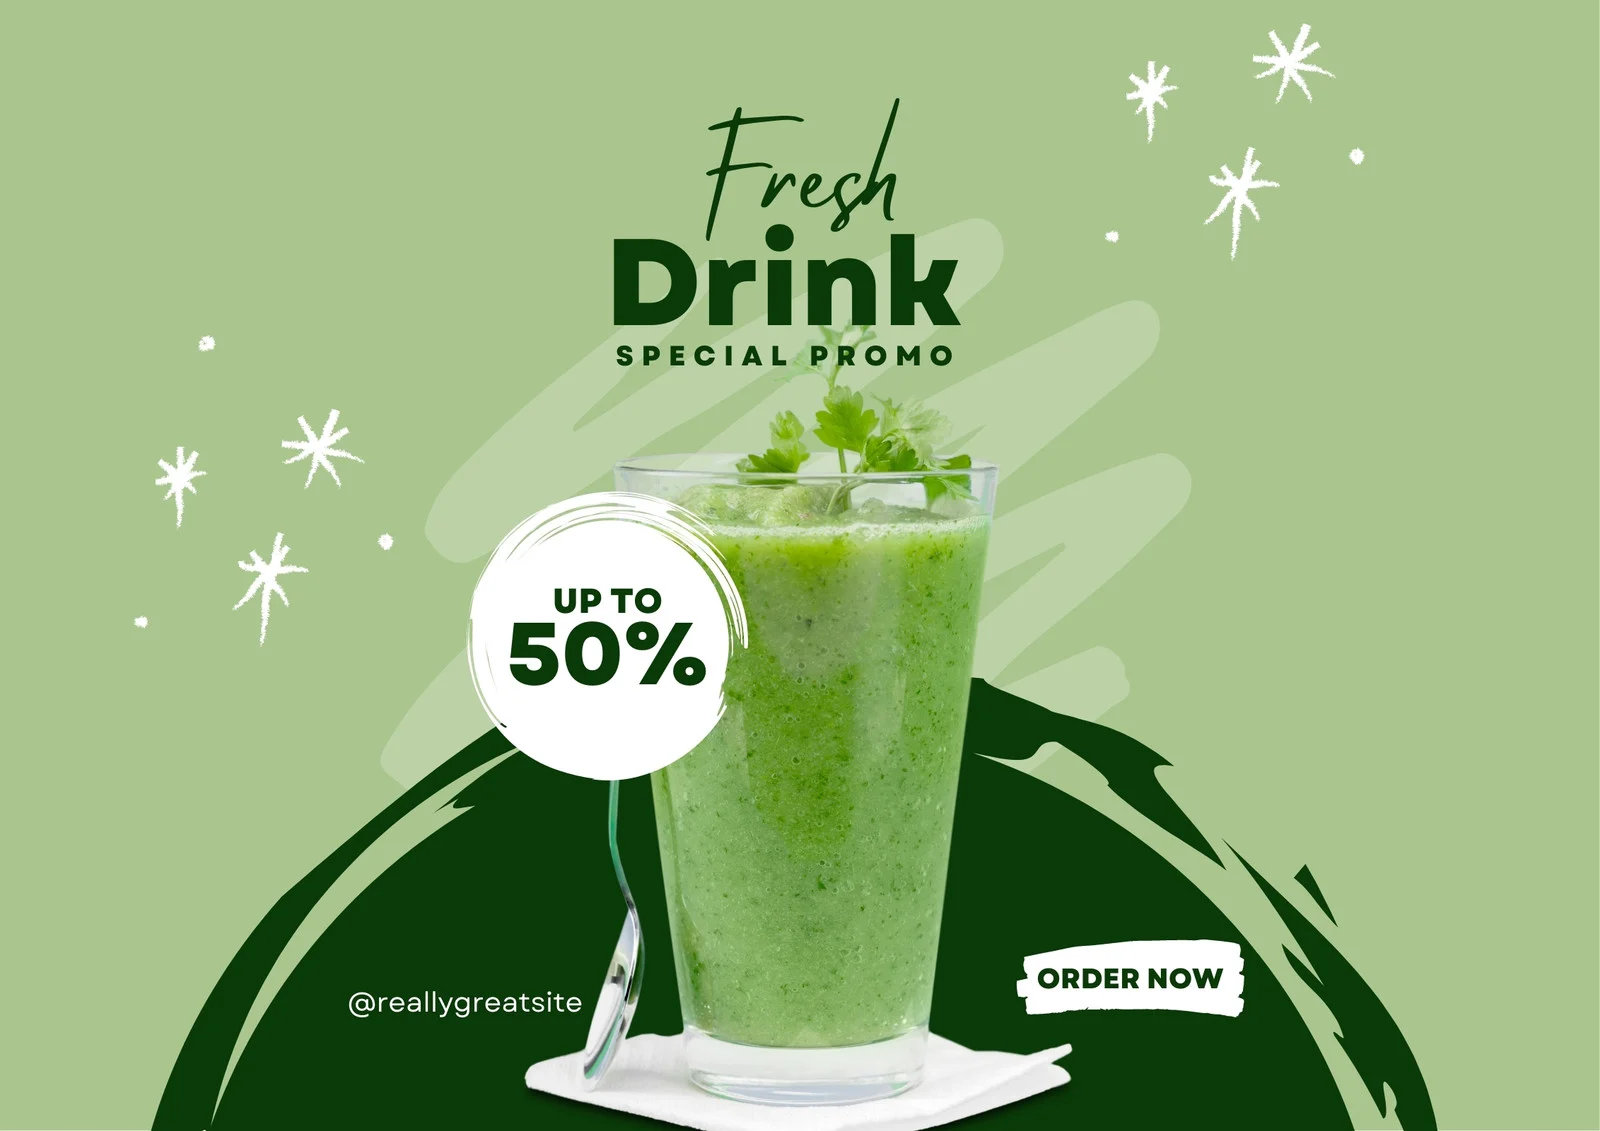 Fresh
Drink
SPECIAL PROMO
UP TO
50%
@reallygreatsite
ORDER NOW